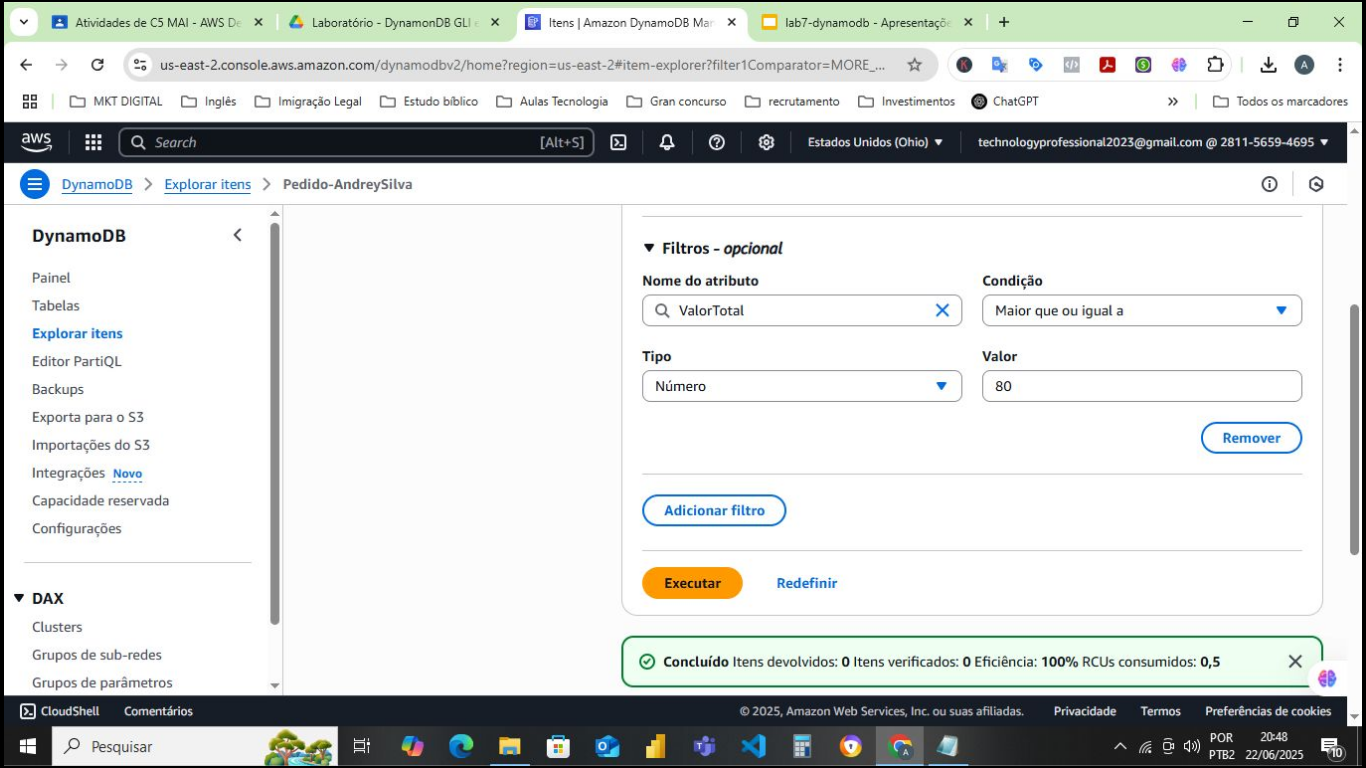 Atividades de C5 MAI - AWS De
Laboratório - DynamonDB GLI e
Itens | Amazon DynamoDB Man
lab7-dynamodb - Apresentaçõe
us-east-2.console.aws.amazon.com/dynamodbv2/home?region=us-east-2#item-explorer?filter1Comparator=MORE_...
A
MKT DIGITAL
Inglês
Imigração Legal
Estudo bíblico
Aulas Tecnologia
Gran concurso
recrutamento
Investimentos
ChatGPT
»
Todos os marcadores
aws
Search
[Alt+S]
Estados Unidos (Ohio)
technologyprofessional2023@gmail.com @ 2811-5659-4695
DynamoDB > Explorar itens > Pedido-AndreySilva
DynamoDB
Painel
Tabelas
Explorar itens
Editor PartiQL
Backups
Exporta para o S3
Importações do S3
Integrações Novo
Capacidade reservada
Configurações
DAX
Clusters
Grupos de sub-redes
Grupos de parâmetros
Filtros - opcional
Nome do atributo
Condição
ValorTotal
Maior que ou igual a
Tipo
Valor
Número
80
Remover
Adicionar filtro
Executar
Redefinir
Concluído Itens devolvidos: 0 Itens verificados: 0 Eficiência: 100% RCUs consumidos: 0,5
CloudShell
Comentários
© 2025, Amazon Web Services, Inc. ou suas afiliadas.
Privacidade
Termos
Preferências de cookies
Pesquisar
POR
PTB2
20:48
22/06/2025
10